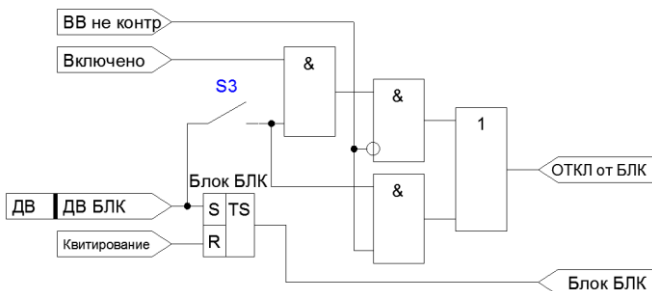 ВВ не контр
Включено
S3
&
&
1
ОТКЛ от БЛК
Блок БЛК
&
ДВ
ДВ БЛК
S
TS
Квитирование
R
Блок БЛК